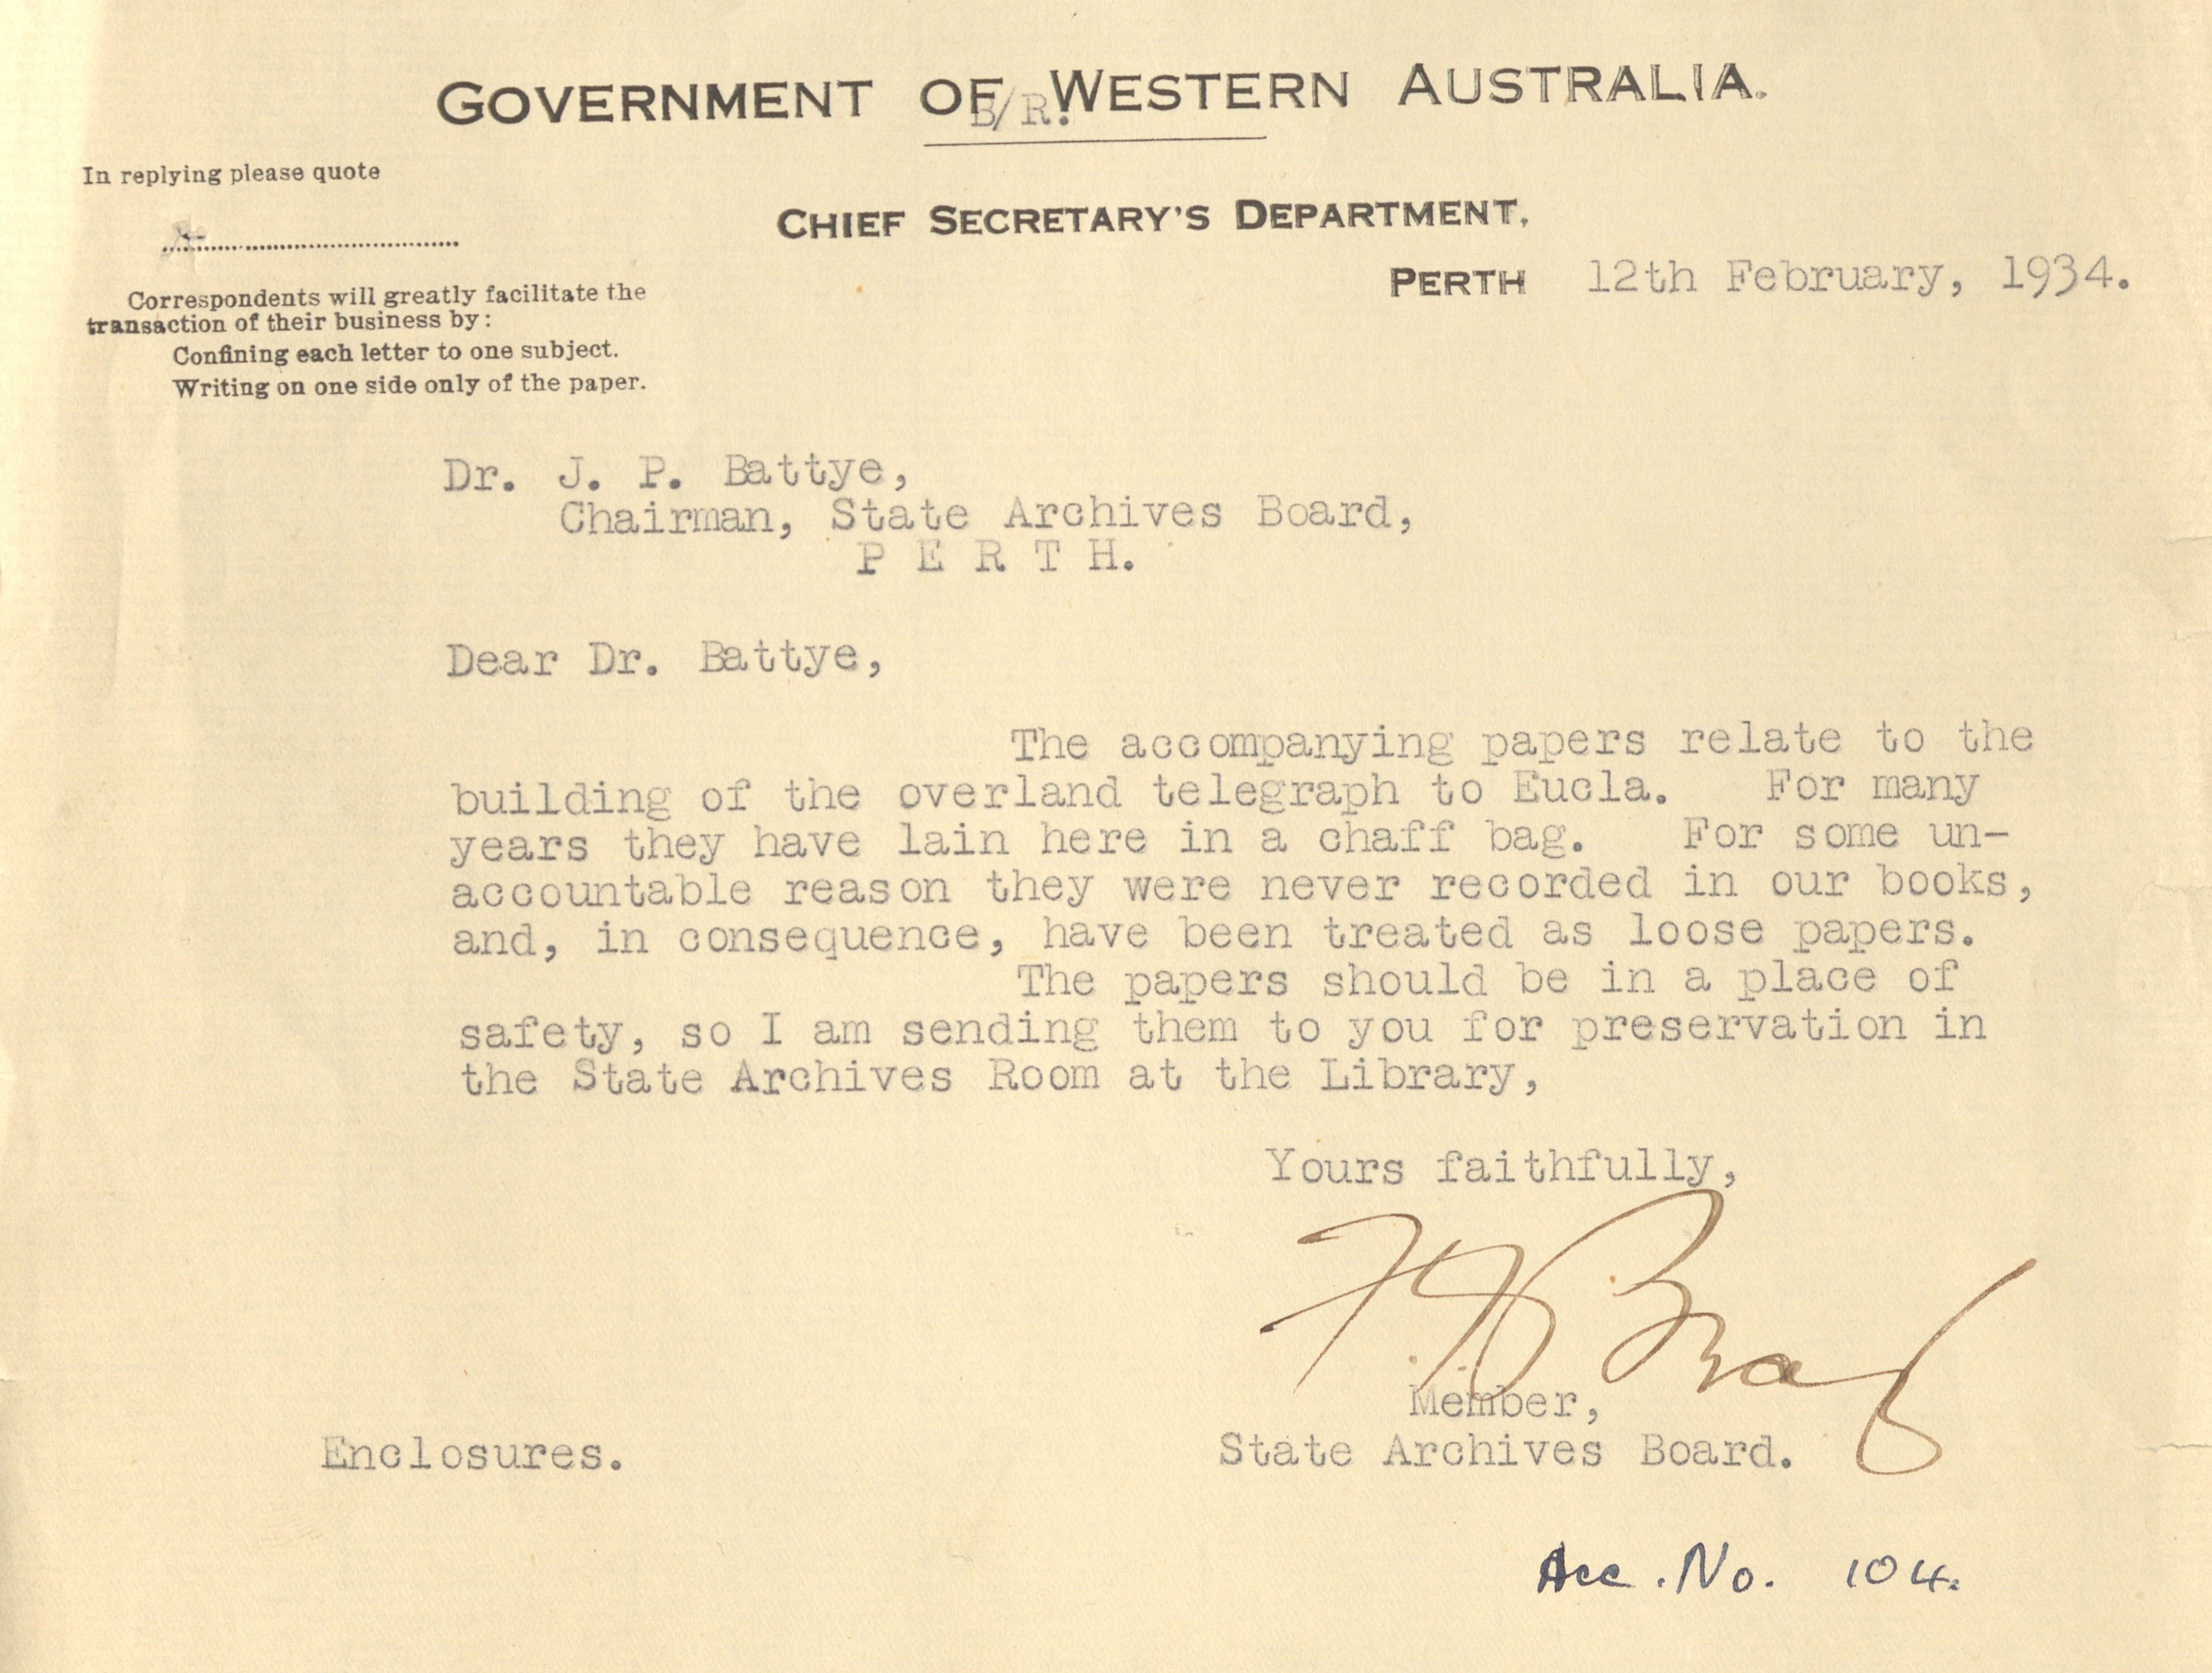 GOVERNMENT OF WESTERN AUSTRALIA.
B/R.
In replying please quote
CHIEF SECRETARY'S DEPARTMENT,
PERTH 12th February, 1934.
Correspondents will greatly facilitate the
transaction of their business by:
Confining each letter to one subject.
Writing on one side only of the paper.
Dr. J. P. Battye,
Chairman, State Archives Board,
P E R T H.
Dear Dr. Battye,
The accompanying papers relate to the
building of the overland telegraph to Eucla. For many
years they have lain here in a chaff bag. For some un-
accountable reason they were never recorded in our books,
and, in consequence, have been treated as loose papers.
The papers should be in a place of
safety, so I am sending them to you for preservation in
the State Archives Room at the Library,
Yours faithfully,
Member,
State Archives Board.
Enclosures.
Acc. No. 104.